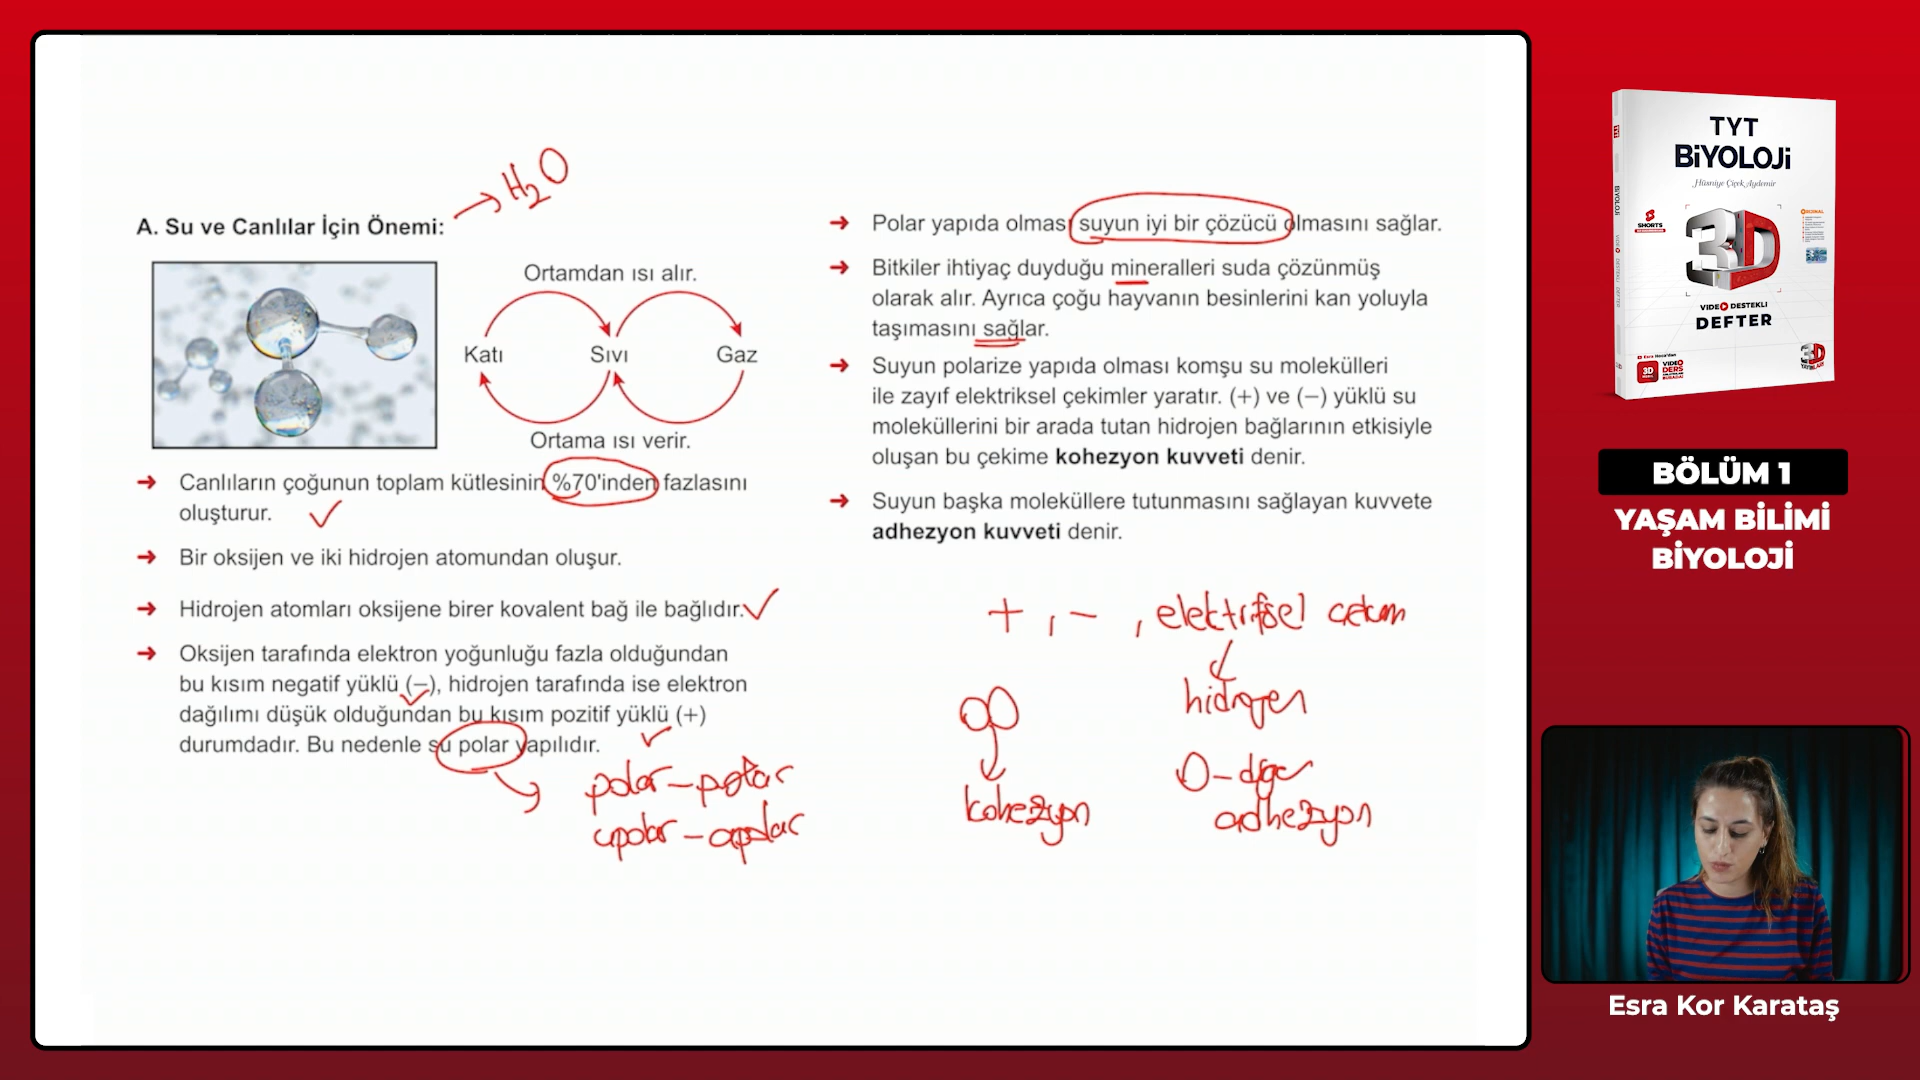 A. Su ve Canlılar İçin Önemi:
→ H₂O
Ortamdan ısı alır.
Katı Sıvı Gaz
Ortama ısı verir.
→ Canlıların çoğunun toplam kütlesinin %70'inden fazlasını
oluşturur.
→ Bir oksijen ve iki hidrojen atomundan oluşur.
→ Hidrojen atomları oksijene birer kovalent bağ ile bağlıdır.
→ Oksijen tarafında elektron yoğunluğu fazla olduğundan
bu kısım negatif yüklü (–), hidrojen tarafında ise elektron
dağılımı düşük olduğundan bu kısım pozitif yüklü (+)
durumdadır. Bu nedenle su polar yapılıdır.
polar – polar
apolar – apolar
→ Polar yapıda olması suyun iyi bir çözücü olmasını sağlar.
→ Bitkiler ihtiyaç duyduğu mineralleri suda çözünmüş
olarak alır. Ayrıca çoğu hayvanın besinlerini kan yoluyla
taşımasını sağlar.
→ Suyun polarize yapıda olması komşu su molekülleri
ile zayıf elektriksel çekimler yaratır. (+) ve (–) yüklü su
moleküllerini bir arada tutan hidrojen bağlarının etkisiyle
oluşan bu çekime kohezyon kuvveti denir.
→ Suyun başka moleküllere tutunmasını sağlayan kuvvete
adhezyon kuvveti denir.
+ , – , elektriksel çekim
hidrojen
kohezyon
O – diğer
adhezyon
TYT
BİYOLOJİ
Hüsniye Çiçek Aydemir
SHORTS
3D
VIDEO DESTEKLİ
DEFTER
BÖLÜM 1
YAŞAM BİLİMİ
BİYOLOJİ
Esra Kor Karataş